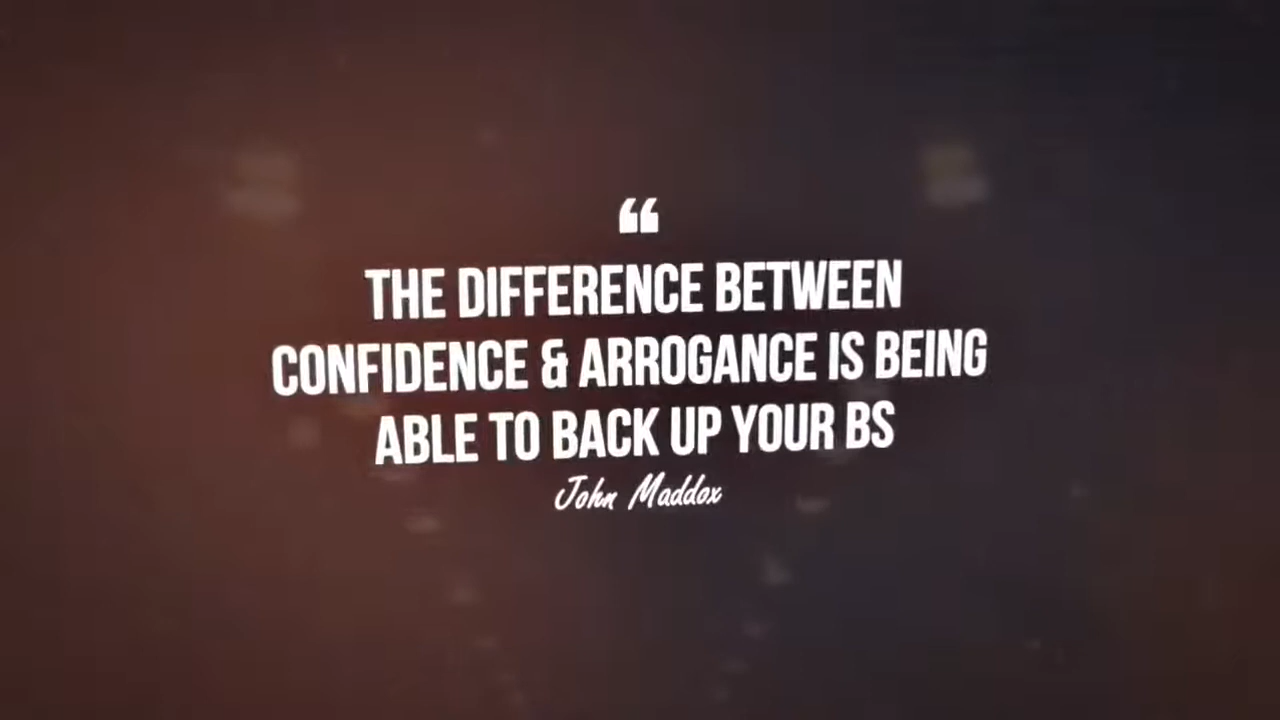 “
THE DIFFERENCE BETWEEN
CONFIDENCE & ARROGANCE IS BEING
ABLE TO BACK UP YOUR BS
John Maddox